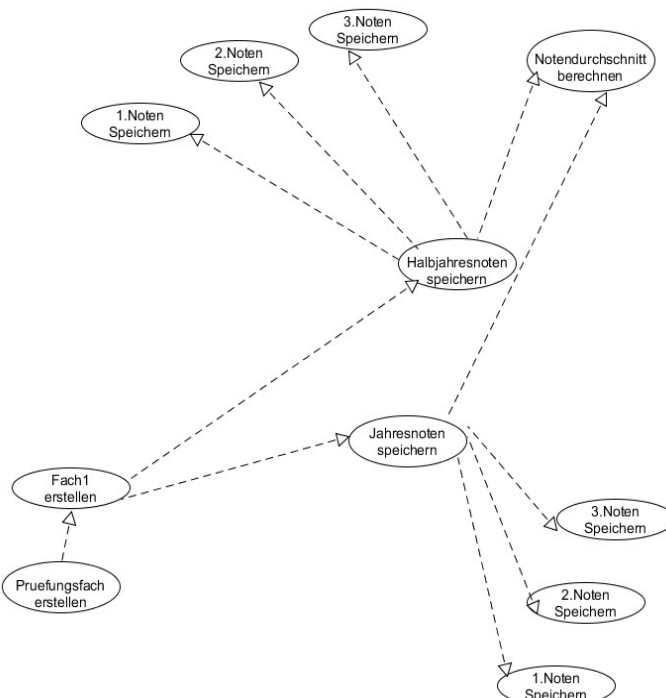 3.Noten
Speichern
2.Noten
Speichern
Notendurchschnitt
berechnen
1.Noten
Speichern
Halbjahresnoten
speichern
Jahresnoten
speichern
Fach1
erstellen
3.Noten
Speichern
Pruefungsfach
erstellen
2.Noten
Speichern
1.Noten
Speichern